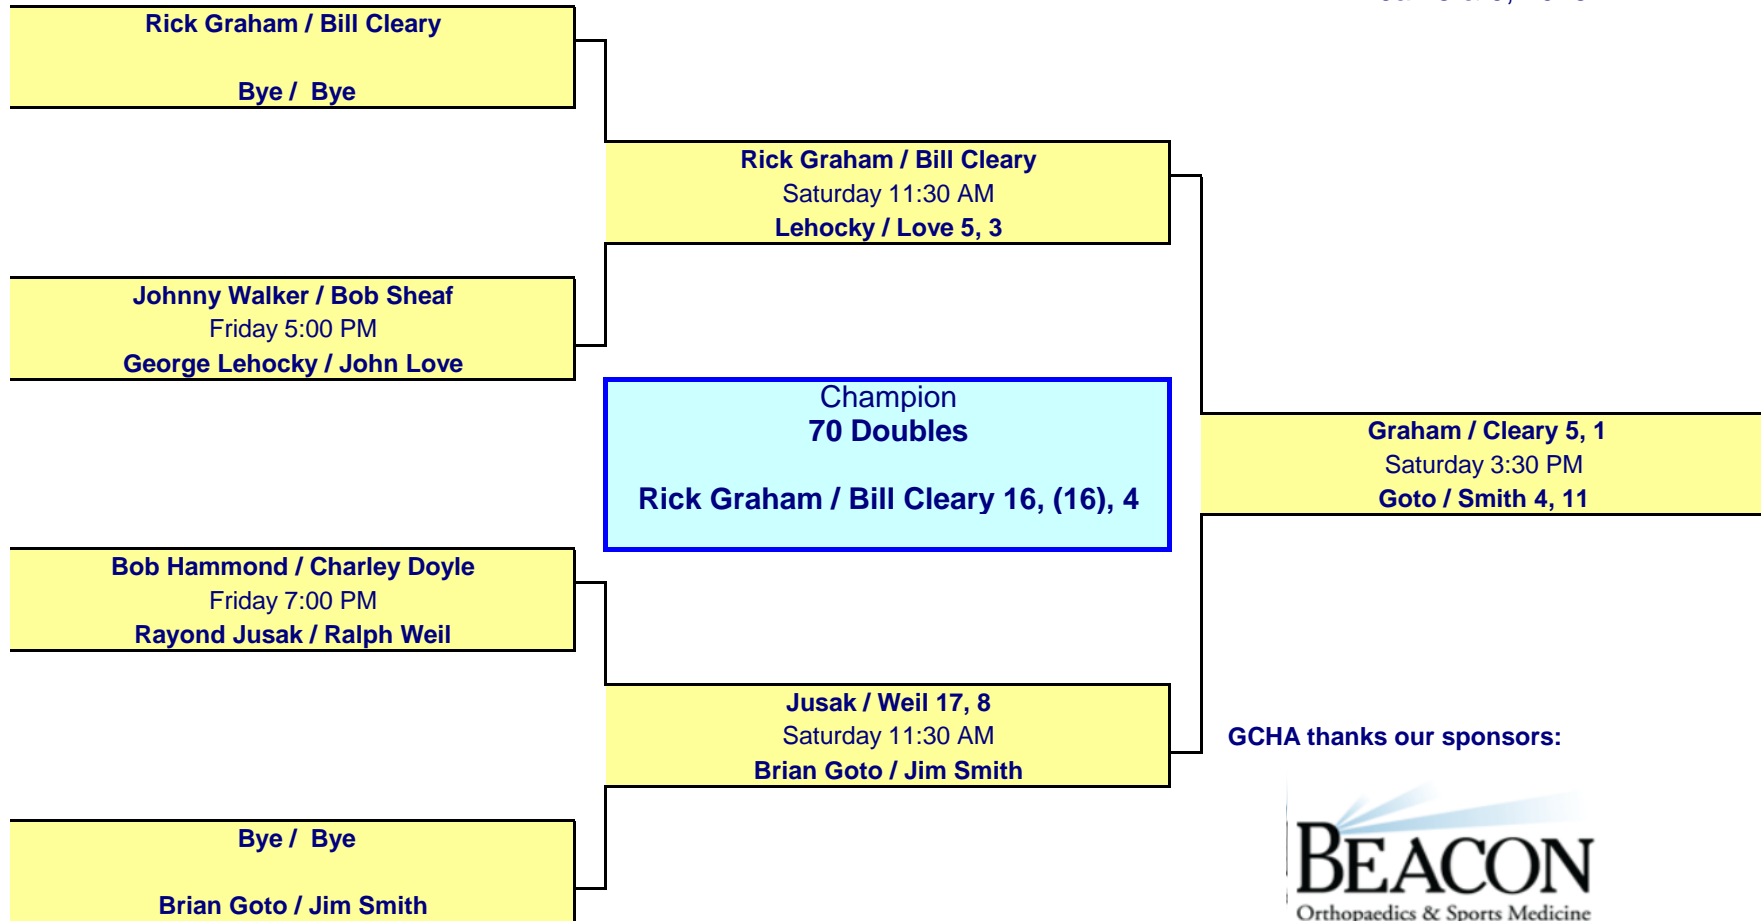 Rick Graham / Bill Cleary
Bye / Bye
Rick Graham / Bill Cleary
Saturday 11:30 AM
Lehocky / Love 5, 3
Johnny Walker / Bob Sheaf
Friday 5:00 PM
George Lehocky / John Love
Champion
70 Doubles
Rick Graham / Bill Cleary 16, (16), 4
Graham / Cleary 5, 1
Saturday 3:30 PM
Goto / Smith 4, 11
Bob Hammond / Charley Doyle
Friday 7:00 PM
Rayond Jusak / Ralph Weil
Jusak / Weil 17, 8
Saturday 11:30 AM
Brian Goto / Jim Smith
GCHA thanks our sponsors:
Bye / Bye
Brian Goto / Jim Smith
BEACON
Orthopaedics & Sports Medicine